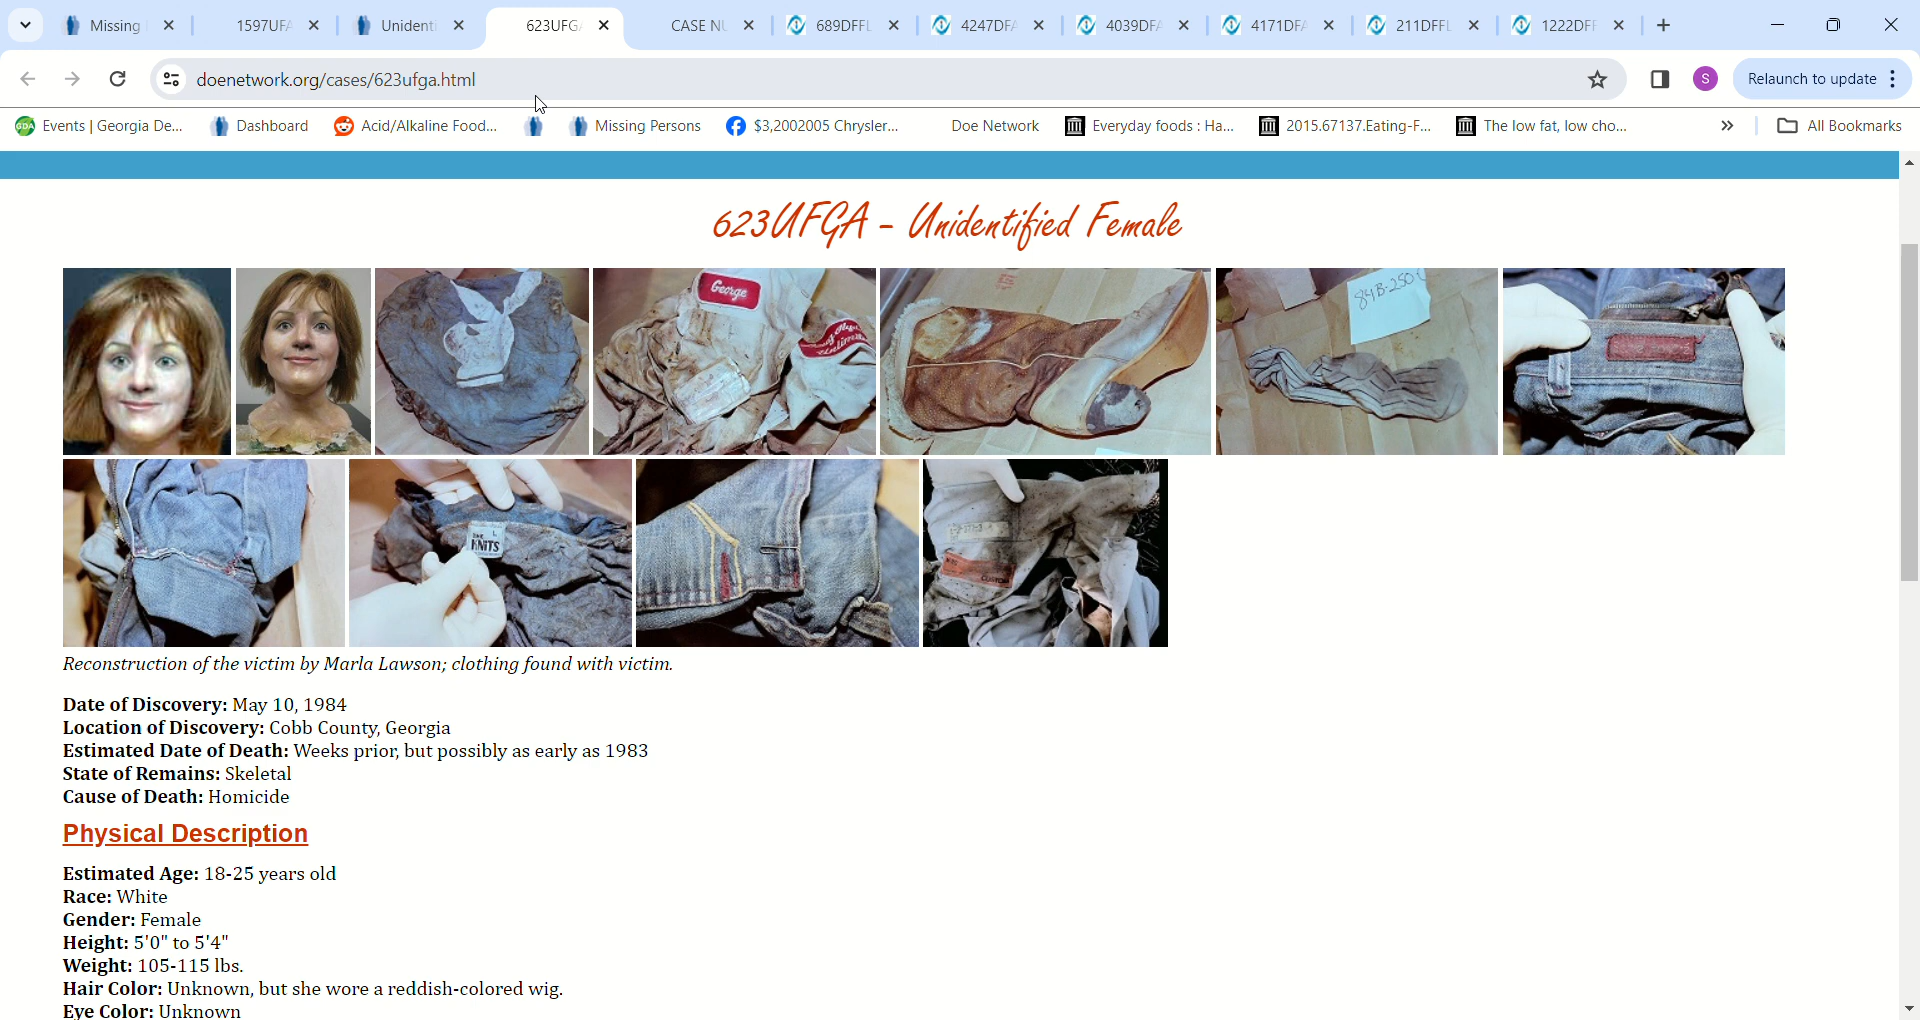 Missing
1597UFA
Unidenti
623UFGA
CASE NU
689DFFL
4247DFA
4039DFA
4171DFA
211DFFL
1222DFF
doenetwork.org/cases/623ufga.html
S
Relaunch to update
Events | Georgia De...
Dashboard
Acid/Alkaline Food...
Missing Persons
$3,2002005 Chrysler...
Doe Network
Everyday foods : Ha...
2015.67137.Eating-F...
The low fat, low cho...
»
All Bookmarks
623UFGA - Unidentified Female
George
84B-250
KNITS
Reconstruction of the victim by Marla Lawson; clothing found with victim.
Date of Discovery: May 10, 1984
Location of Discovery: Cobb County, Georgia
Estimated Date of Death: Weeks prior, but possibly as early as 1983
State of Remains: Skeletal
Cause of Death: Homicide
Physical Description
Estimated Age: 18-25 years old
Race: White
Gender: Female
Height: 5'0" to 5'4"
Weight: 105-115 lbs.
Hair Color: Unknown, but she wore a reddish-colored wig.
Eye Color: Unknown